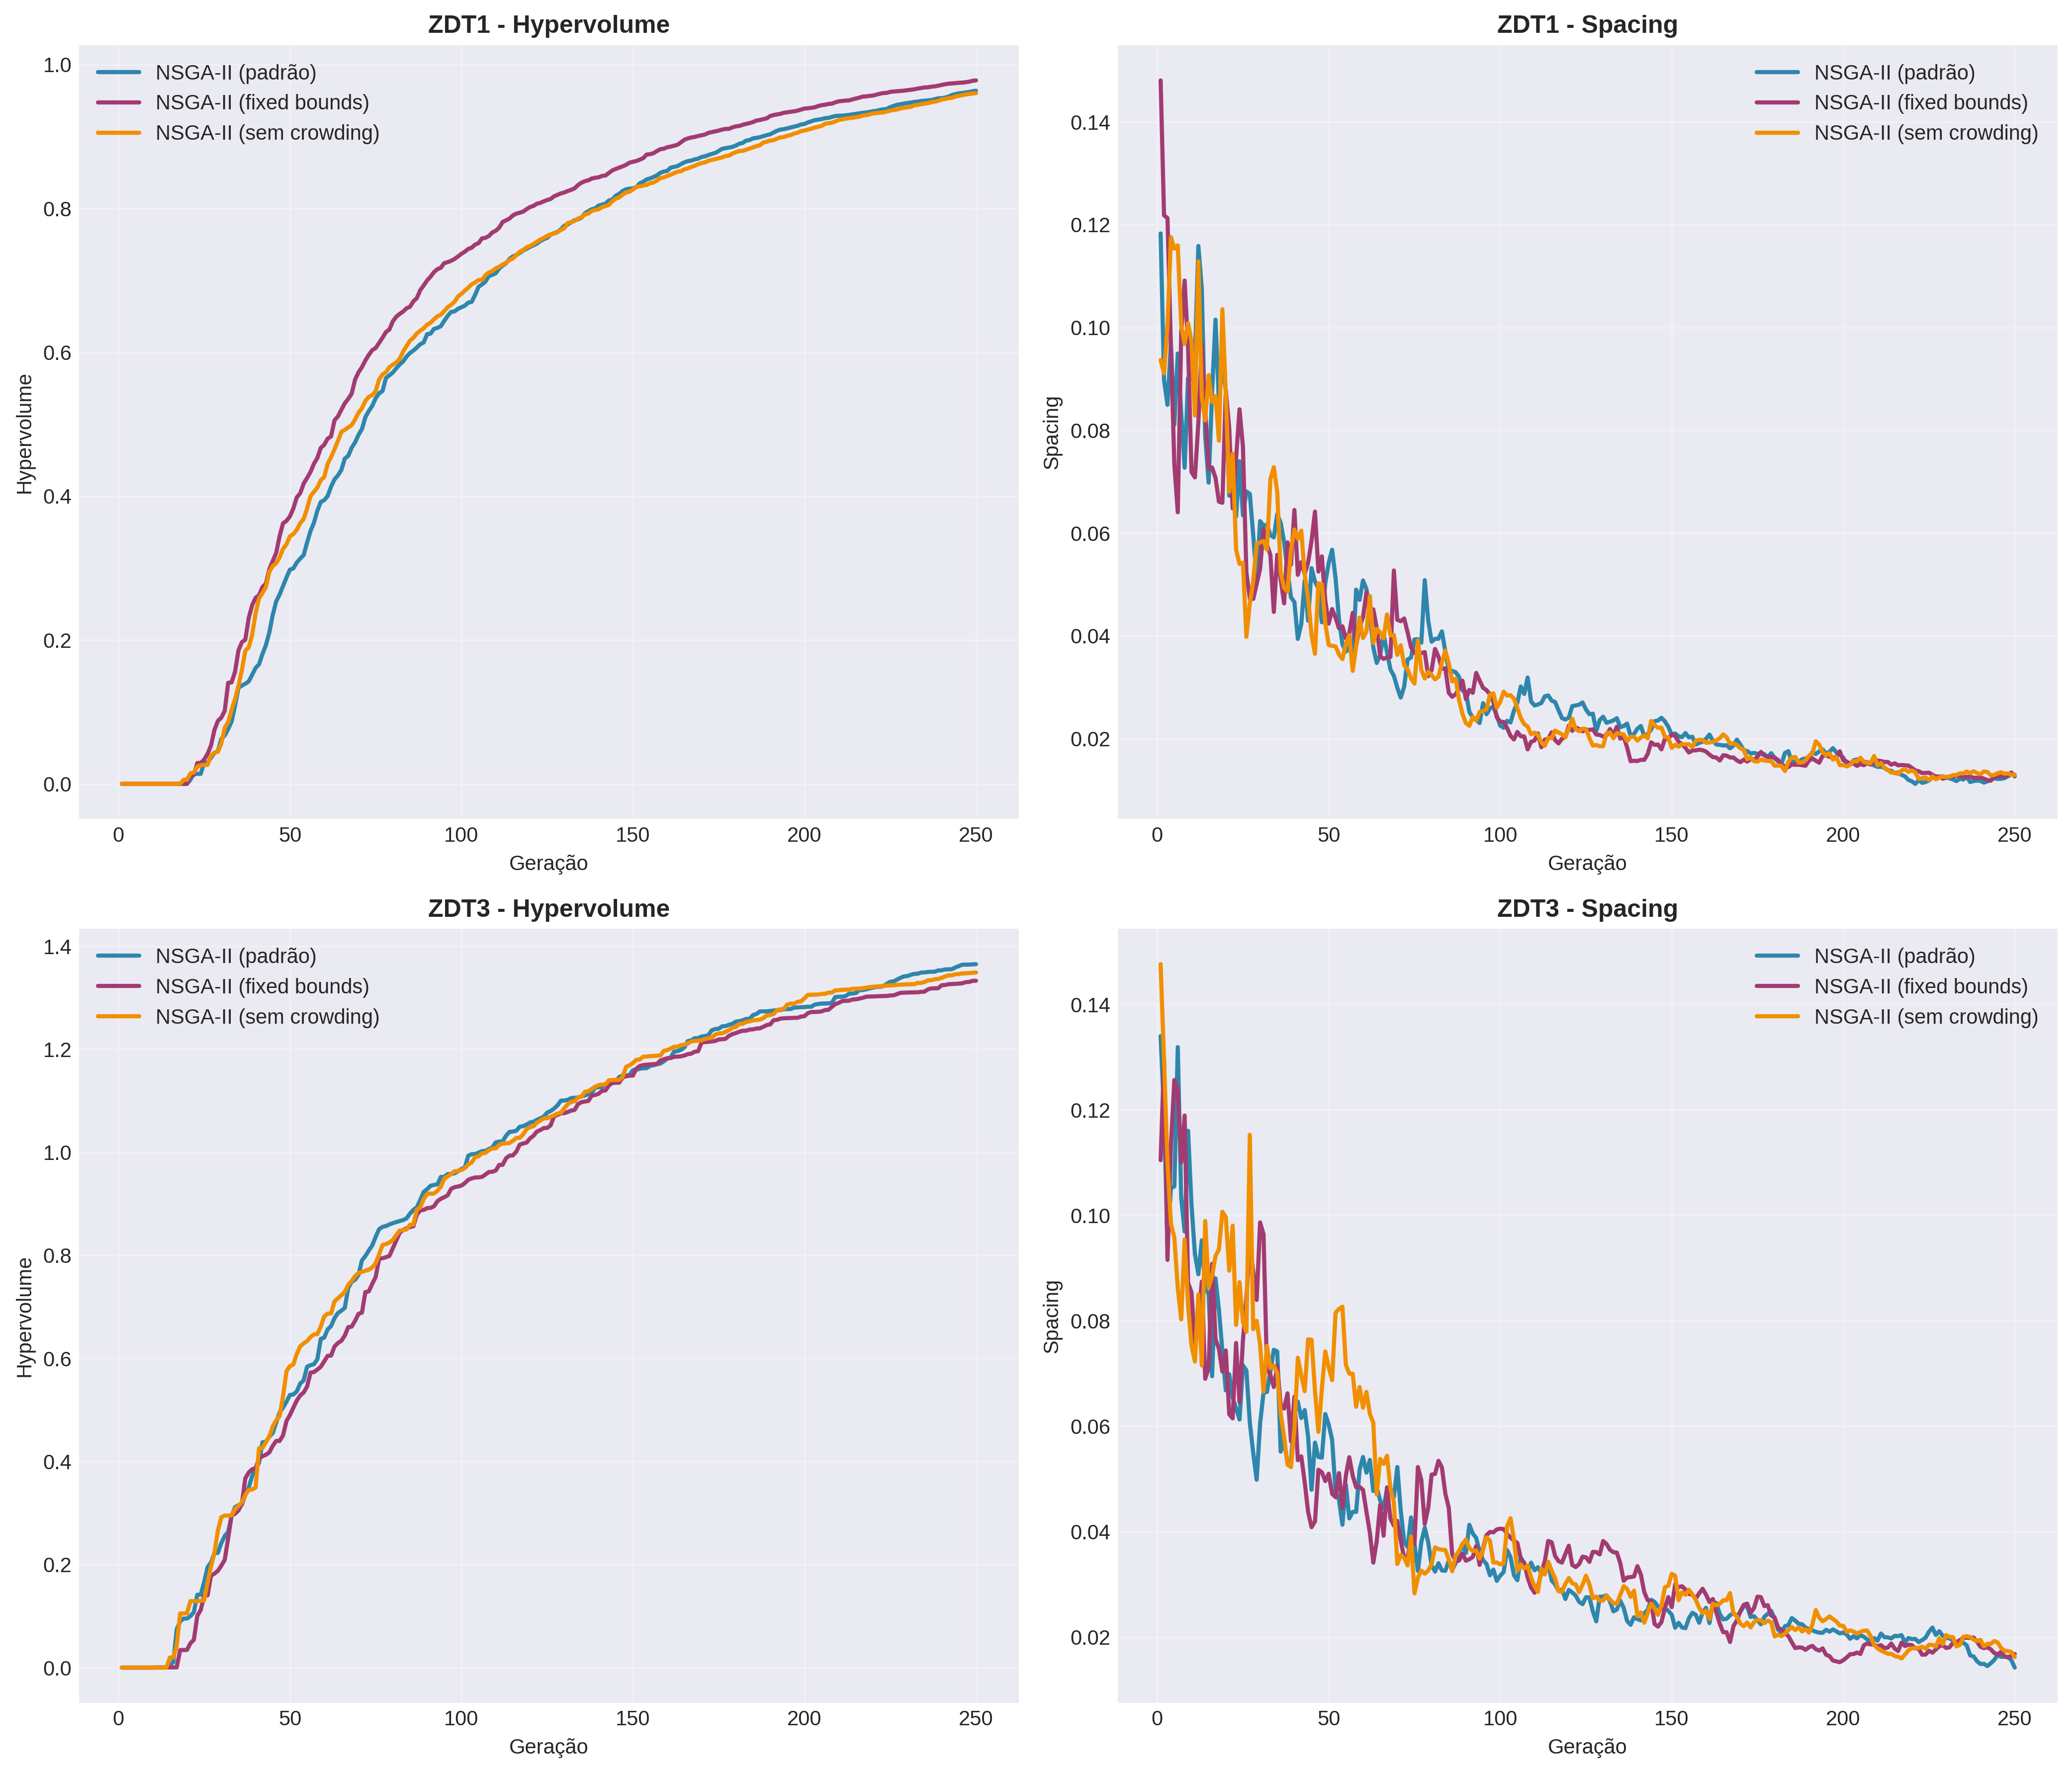 ZDT1 - Hypervolume
NSGA-II (padrão)
NSGA-II (fixed bounds)
NSGA-II (sem crowding)
Hypervolume
1.0
0.8
0.6
0.4
0.2
0.0
0 50 100 150 200 250
Geração
ZDT1 - Spacing
NSGA-II (padrão)
NSGA-II (fixed bounds)
NSGA-II (sem crowding)
Spacing
0.14
0.12
0.10
0.08
0.06
0.04
0.02
0 50 100 150 200 250
Geração
ZDT3 - Hypervolume
NSGA-II (padrão)
NSGA-II (fixed bounds)
NSGA-II (sem crowding)
Hypervolume
1.4
1.2
1.0
0.8
0.6
0.4
0.2
0.0
0 50 100 150 200 250
Geração
ZDT3 - Spacing
NSGA-II (padrão)
NSGA-II (fixed bounds)
NSGA-II (sem crowding)
Spacing
0.14
0.12
0.10
0.08
0.06
0.04
0.02
0 50 100 150 200 250
Geração